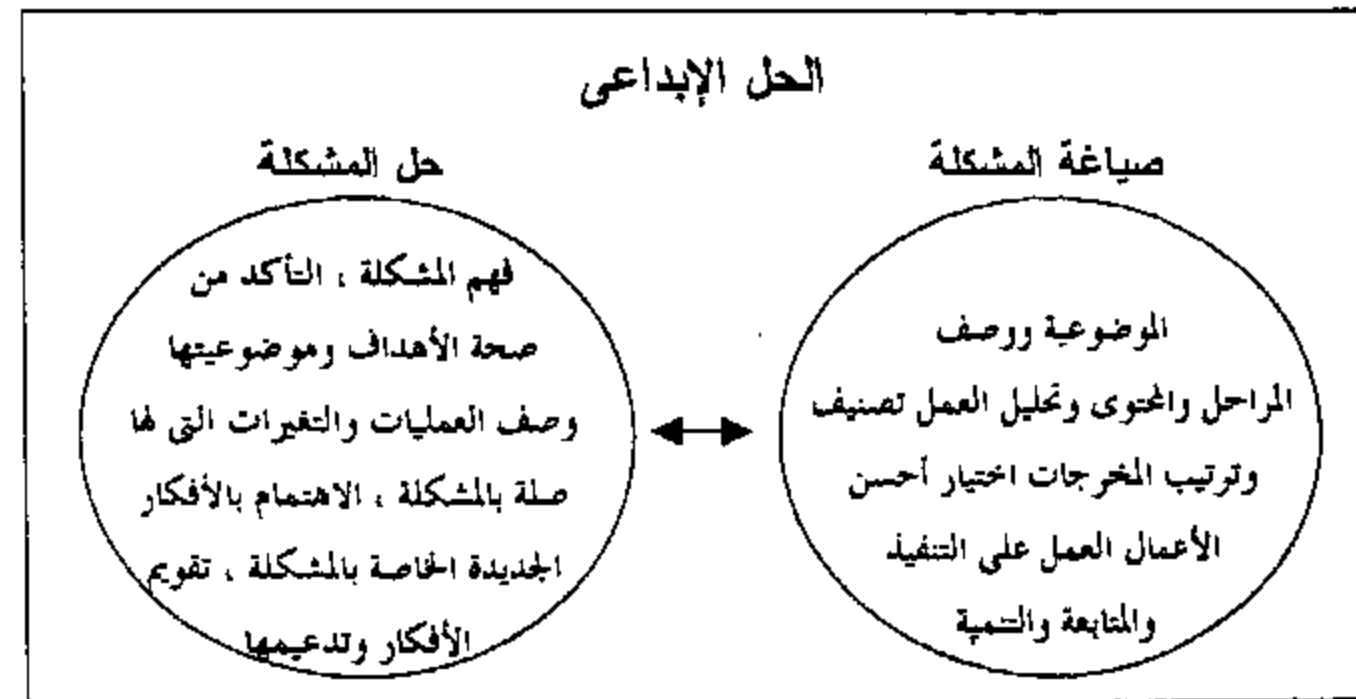 الحل الإبداعى
صياغة المشكلة
الموضوعية ووصف
المراحل والمحتوى وتحليل العمل تصنيف
وترتيب المخرجات اختيار أحسن
الأعمال العمل على التنفيذ
والمتابعة والتنمية
حل المشكلة
فهم المشكلة ، التأكد من
صحة الأهداف وموضوعيتها
وصف العمليات والتغيرات التى لها
صلة بالمشكلة ، الاهتمام بالأفكار
الجديدة الخاصة بالمشكلة ، تقويم
الأفكار وتدعيمها